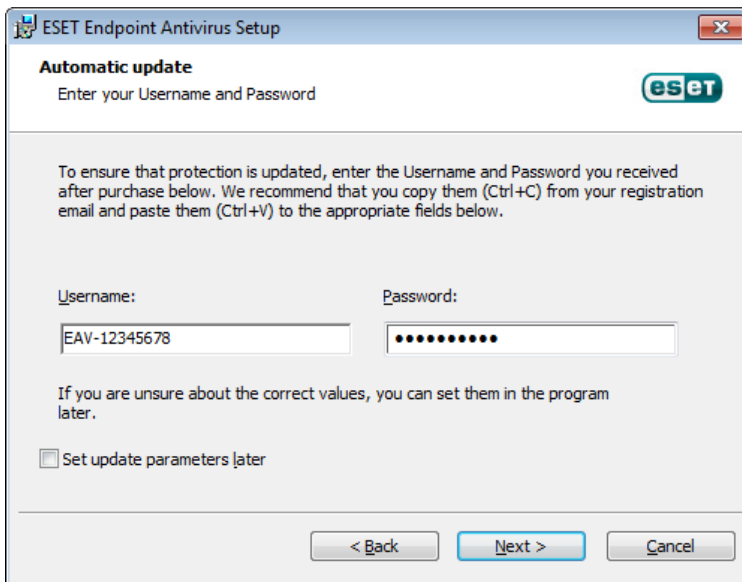 ESET Endpoint Antivirus Setup
Automatic update
Enter your Username and Password
eseT
To ensure that protection is updated, enter the Username and Password you received
after purchase below. We recommend that you copy them (Ctrl+C) from your registration
email and paste them (Ctrl+V) to the appropriate fields below.
Username: Password:
EAV-12345678 ••••••••••
If you are unsure about the correct values, you can set them in the program
later.
Set update parameters later
< Back Next > Cancel